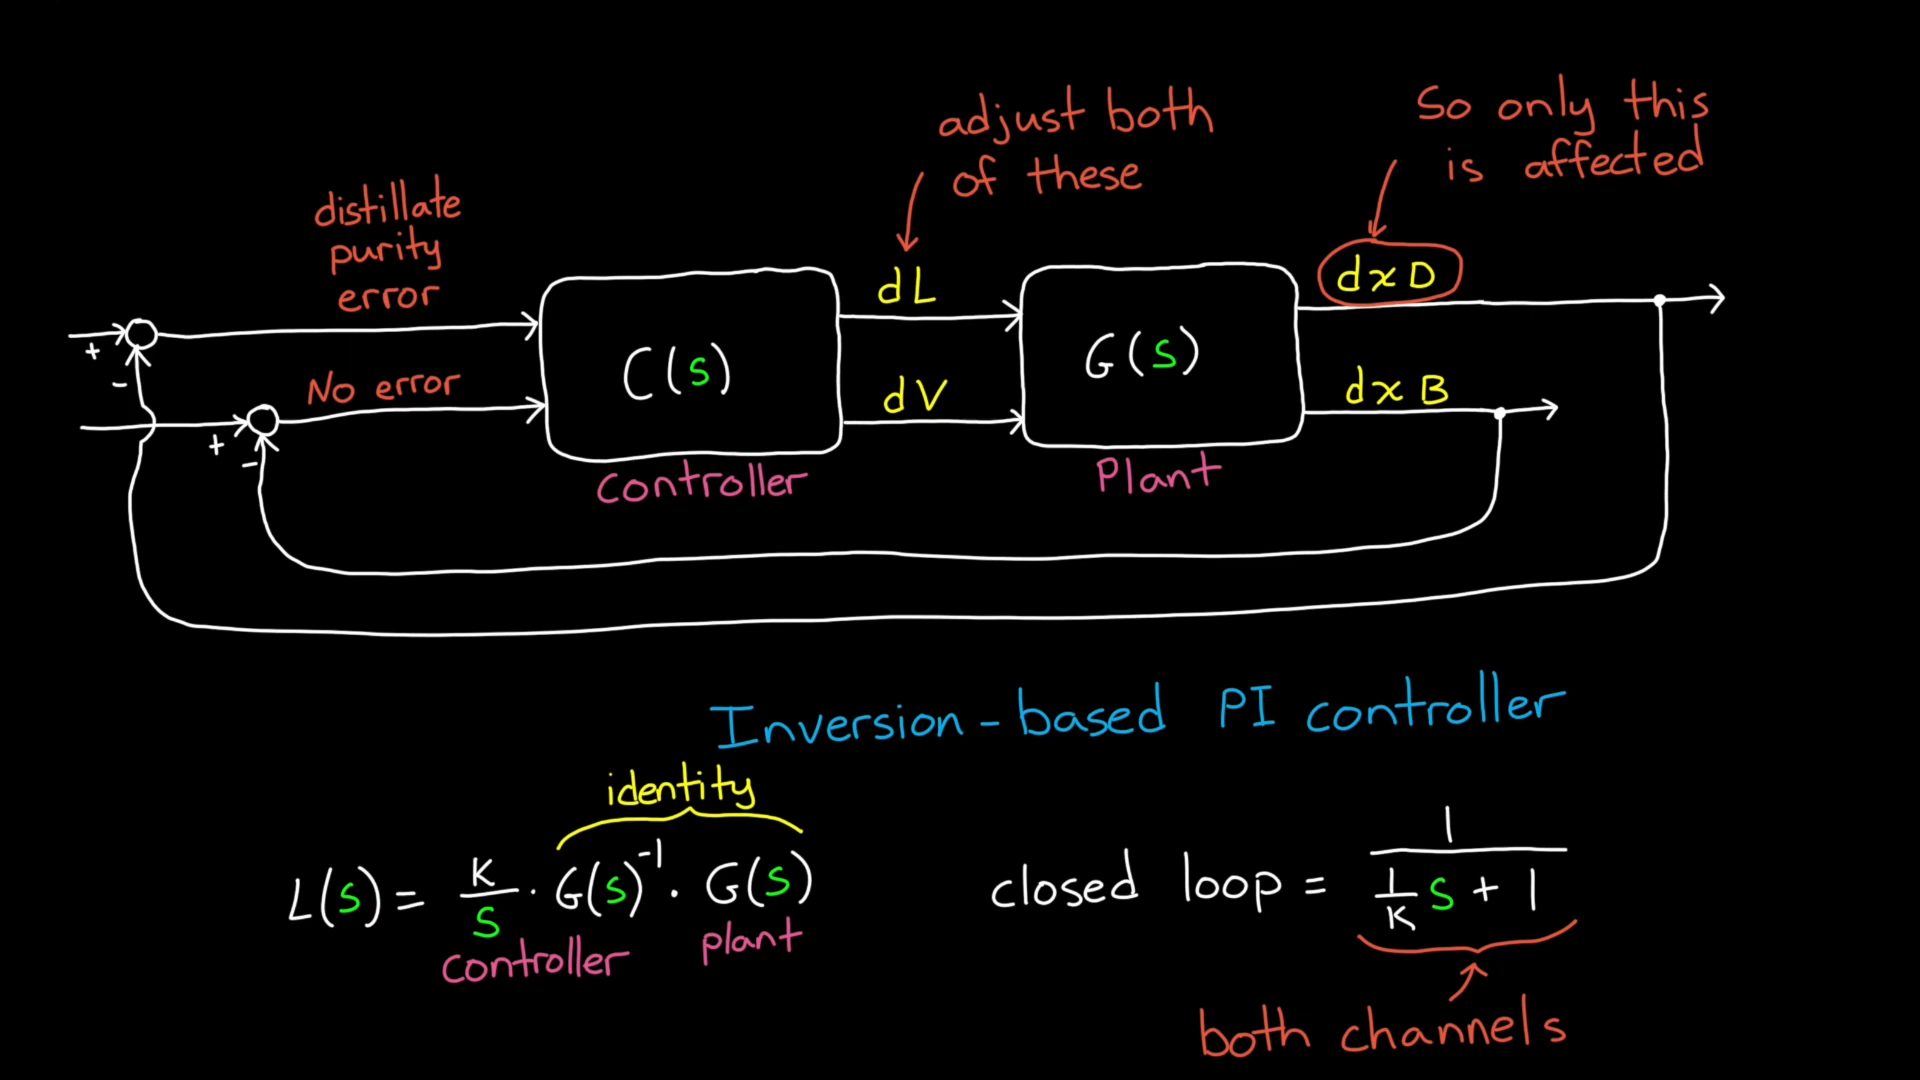 adjust both
of these
So only this
is affected
distillate
purity
error
dL
dxD
+
-
C(s)
G(s)
No error
dV
dxB
+
-
Controller
Plant
Inversion-based PI controller
identity
L(s) = K/s · G(s)⁻¹ · G(s)
controller
plant
closed loop = 1/(1/K s + 1)
both channels